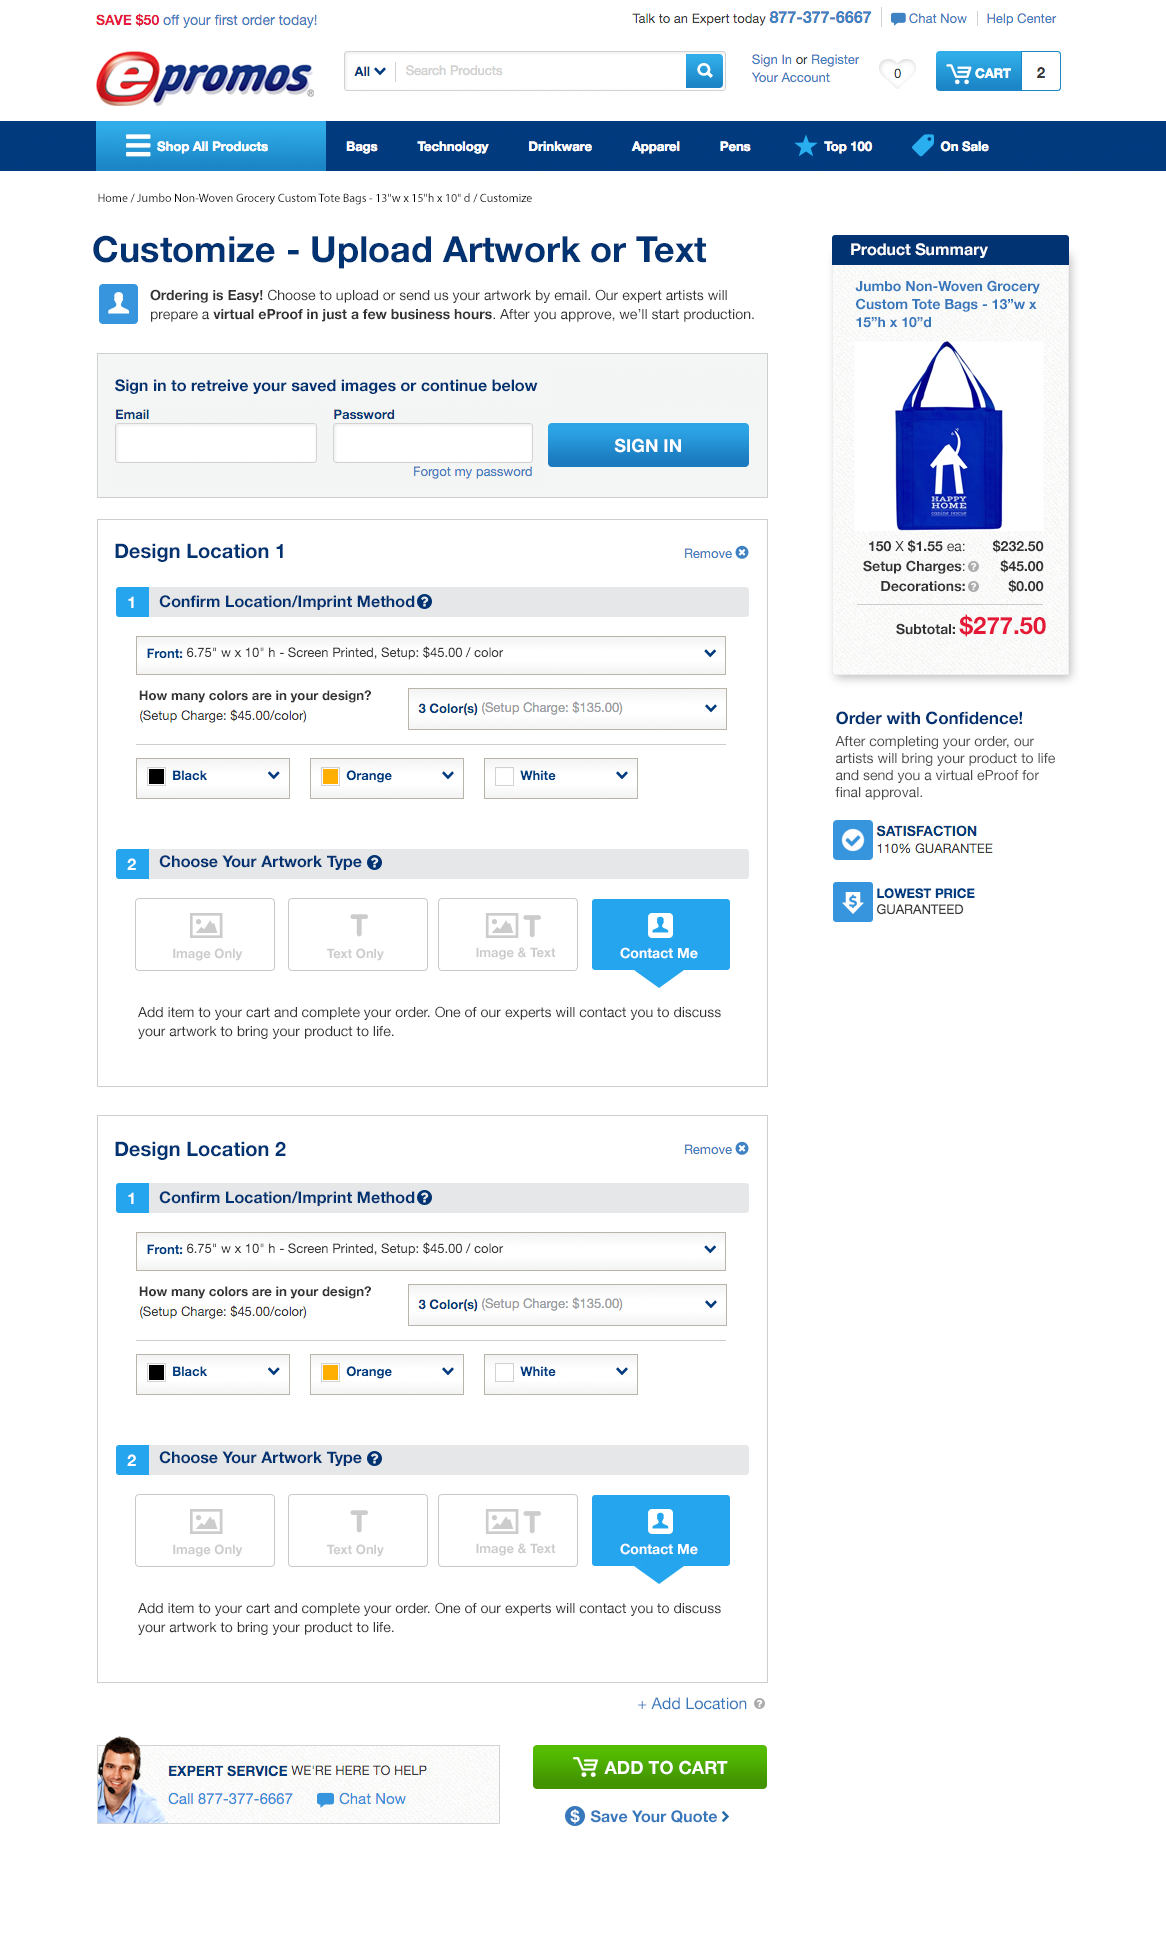 SAVE $50 off your first order today!
Talk to an Expert today 877-377-6667 Chat Now Help Center
epromos®
All Search Products
Sign In or Register
Your Account
0
CART 2
Shop All Products Bags Technology Drinkware Apparel Pens Top 100 On Sale
Home / Jumbo Non-Woven Grocery Custom Tote Bags - 13"w x 15"h x 10" d / Customize
Customize - Upload Artwork or Text
Ordering is Easy! Choose to upload or send us your artwork by email. Our expert artists will
prepare a virtual eProof in just a few business hours. After you approve, we'll start production.
Sign in to retreive your saved images or continue below
Email Password
SIGN IN
Forgot my password
Design Location 1
Remove
1 Confirm Location/Imprint Method ?
Front: 6.75" w x 10" h - Screen Printed, Setup: $45.00 / color
How many colors are in your design?
(Setup Charge: $45.00/color)
3 Color(s) (Setup Charge: $135.00)
Black Orange White
2 Choose Your Artwork Type ?
Image Only T Text Only T Image & Text Contact Me
Add item to your cart and complete your order. One of our experts will contact you to discuss
your artwork to bring your product to life.
Design Location 2
Remove
1 Confirm Location/Imprint Method ?
Front: 6.75" w x 10" h - Screen Printed, Setup: $45.00 / color
How many colors are in your design?
(Setup Charge: $45.00/color)
3 Color(s) (Setup Charge: $135.00)
Black Orange White
2 Choose Your Artwork Type ?
Image Only T Text Only T Image & Text Contact Me
Add item to your cart and complete your order. One of our experts will contact you to discuss
your artwork to bring your product to life.
+ Add Location ?
EXPERT SERVICE WE'RE HERE TO HELP
Call 877-377-6667 Chat Now
ADD TO CART
$ Save Your Quote >
Product Summary
Jumbo Non-Woven Grocery
Custom Tote Bags - 13"w x
15"h x 10"d
HAPPY
HOME
canine rescue
150 X $1.55 ea: $232.50
Setup Charges: ? $45.00
Decorations: ? $0.00
Subtotal: $277.50
Order with Confidence!
After completing your order, our
artists will bring your product to life
and send you a virtual eProof for
final approval.
SATISFACTION
110% GUARANTEE
$ LOWEST PRICE
GUARANTEED